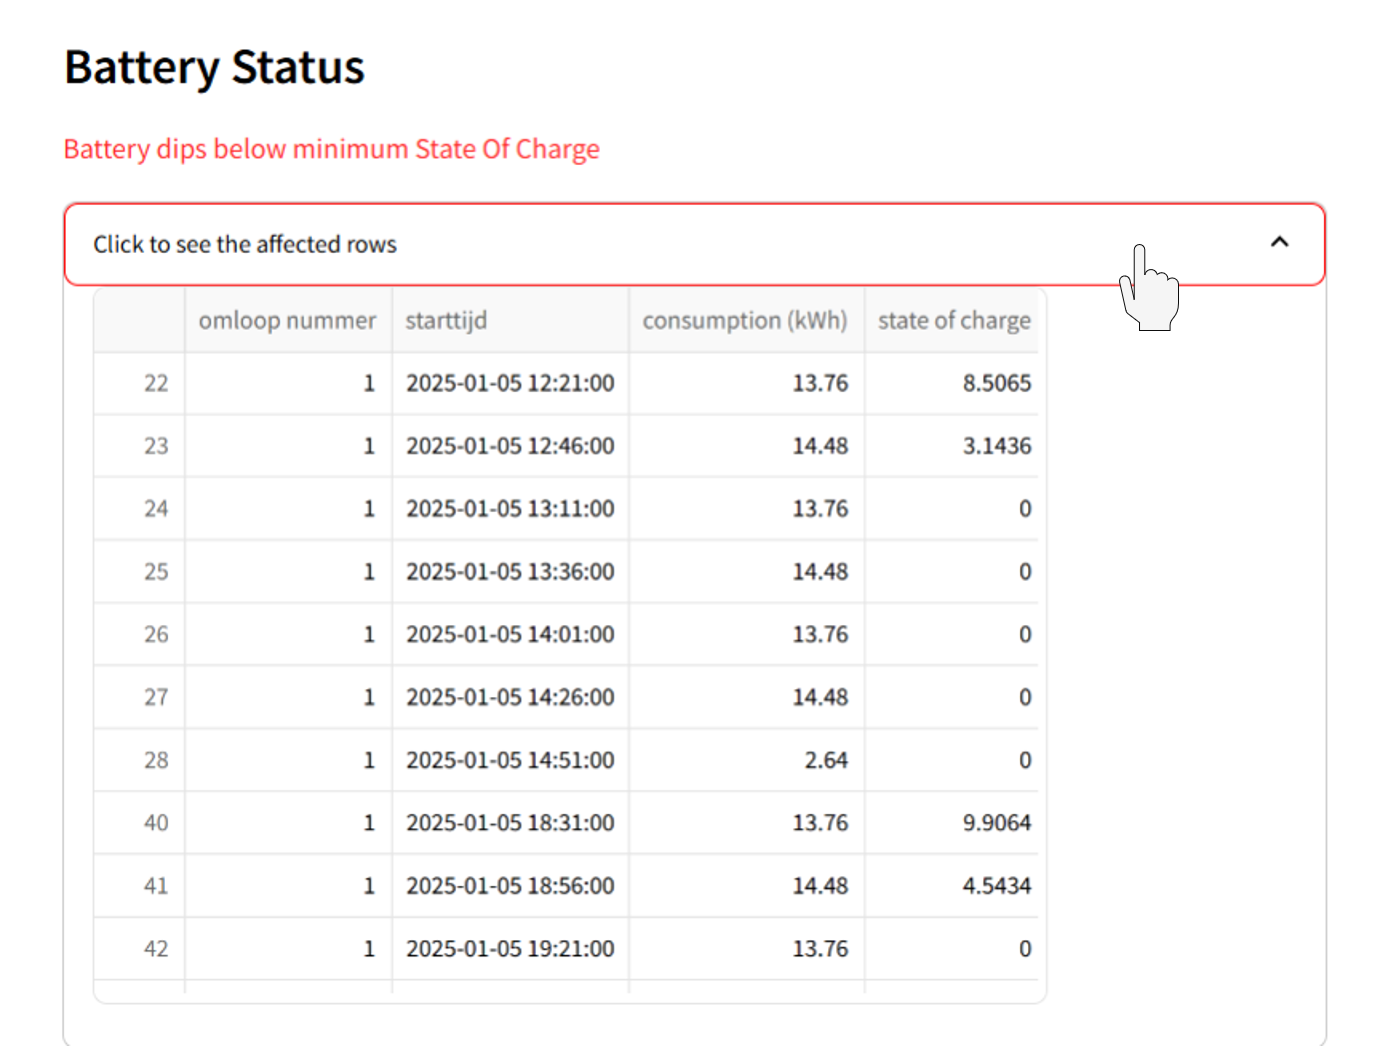 Battery Status
Battery dips below minimum State Of Charge
Click to see the affected rows
omloop nummer starttijd consumption (kWh) state of charge
22 1 2025-01-05 12:21:00 13.76 8.5065
23 1 2025-01-05 12:46:00 14.48 3.1436
24 1 2025-01-05 13:11:00 13.76 0
25 1 2025-01-05 13:36:00 14.48 0
26 1 2025-01-05 14:01:00 13.76 0
27 1 2025-01-05 14:26:00 14.48 0
28 1 2025-01-05 14:51:00 2.64 0
40 1 2025-01-05 18:31:00 13.76 9.9064
41 1 2025-01-05 18:56:00 14.48 4.5434
42 1 2025-01-05 19:21:00 13.76 0